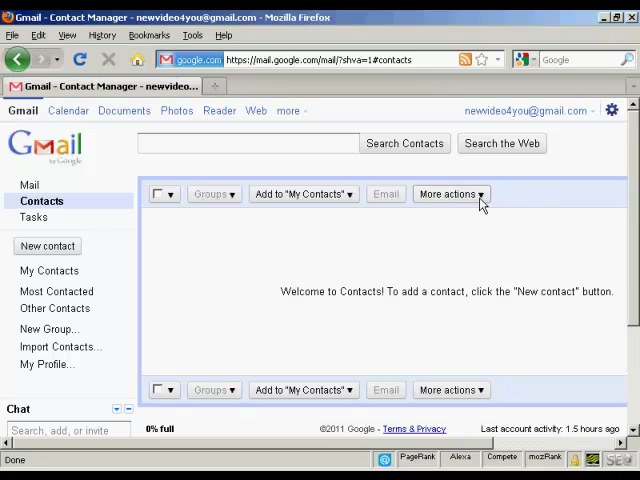 Gmail - Contact Manager - newvideo4you@gmail.com - Mozilla Firefox
File Edit View History Bookmarks Tools Help
google.com https://mail.google.com/mail/?shva=1#contacts Google
Gmail - Contact Manager - newvideo4yo...
Gmail Calendar Documents Photos Reader Web more newvideo4you@gmail.com
Gmail by Google Search Contacts Search the Web
Mail
Contacts
Tasks
New contact
My Contacts
Most Contacted
Other Contacts
New Group...
Import Contacts...
My Profile...
Groups Add to "My Contacts" Email More actions
Welcome to Contacts! To add a contact, click the "New contact" button.
Groups Add to "My Contacts" Email More actions
Chat
Search, add, or invite
0% full ©2011 Google - Terms & Privacy Last account activity: 1.5 hours ago
Done PageRank Alexa Compete mozRank